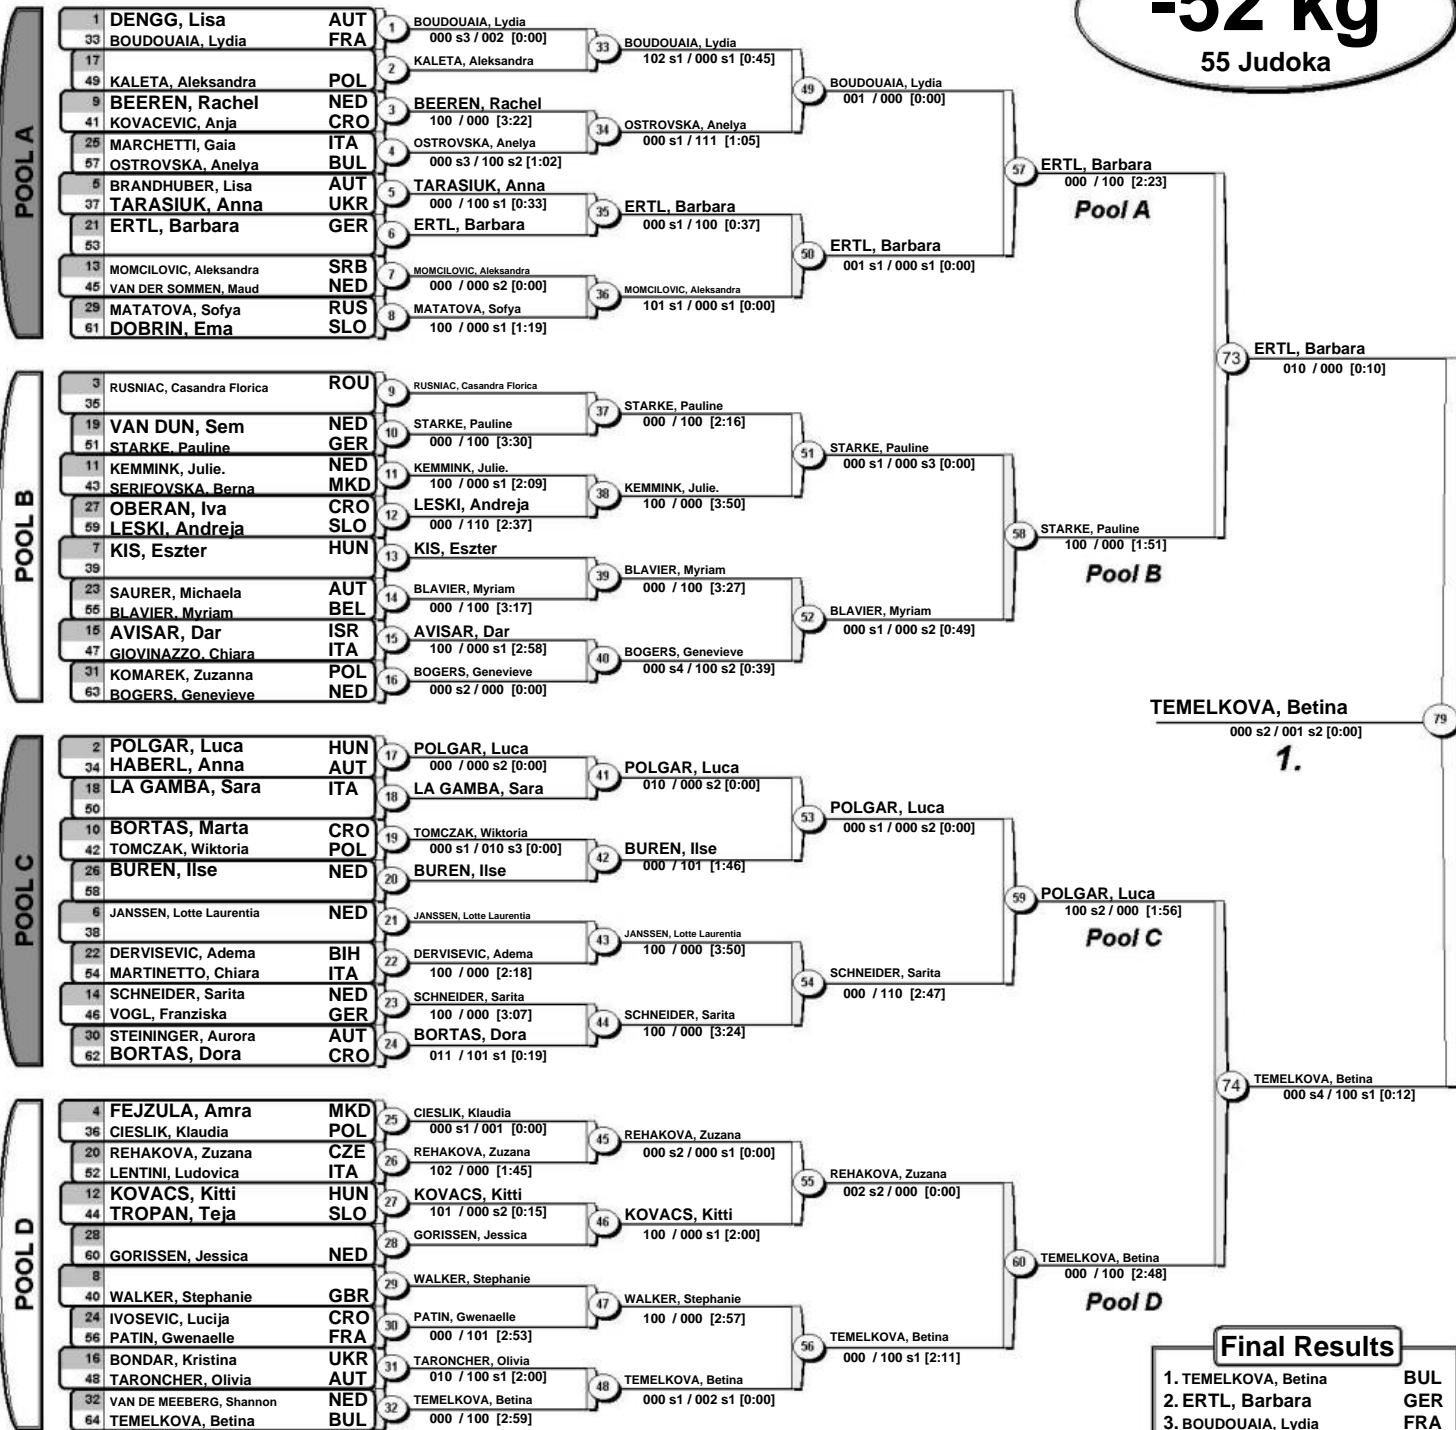 -52 kg
55 Judoka
POOL A
1 DENGG, Lisa AUT
33 BOUDOUAIA, Lydia FRA
17
49 KALETA, Aleksandra POL
9 BEEREN, Rachel NED
41 KOVACEVIC, Anja CRO
25 MARCHETTI, Gaia ITA
57 OSTROVSKA, Anelya BUL
5 BRANDHUBER, Lisa AUT
37 TARASIUK, Anna UKR
21 ERTL, Barbara GER
53
13 MOMCILOVIC, Aleksandra SRB
45 VAN DER SOMMEN, Maud NED
29 MATATOVA, Sofya RUS
61 DOBRIN, Ema SLO
1 BOUDOUAIA, Lydia
000 s3 / 002 [0:00]
2 KALETA, Aleksandra
3 BEEREN, Rachel
100 / 000 [3:22]
4 OSTROVSKA, Anelya
000 s3 / 100 s2 [1:02]
5 TARASIUK, Anna
000 / 100 s1 [0:33]
6 ERTL, Barbara
7 MOMCILOVIC, Aleksandra
000 / 000 s2 [0:00]
8 MATATOVA, Sofya
100 / 000 s1 [1:19]
33 BOUDOUAIA, Lydia
102 s1 / 000 s1 [0:45]
34 OSTROVSKA, Anelya
000 s1 / 111 [1:05]
35 ERTL, Barbara
000 s1 / 100 [0:37]
36 MOMCILOVIC, Aleksandra
101 s1 / 000 s1 [0:00]
49 BOUDOUAIA, Lydia
001 / 000 [0:00]
50 ERTL, Barbara
001 s1 / 000 s1 [0:00]
57 ERTL, Barbara
000 / 100 [2:23]
Pool A
POOL B
3 RUSNIAC, Casandra Florica ROU
35
19 VAN DUN, Sem NED
51 STARKE, Pauline GER
11 KEMMINK, Julie. NED
43 SERIFOVSKA, Berna MKD
27 OBERAN, Iva CRO
59 LESKI, Andreja SLO
7 KIS, Eszter HUN
39
23 SAURER, Michaela AUT
55 BLAVIER, Myriam BEL
15 AVISAR, Dar ISR
47 GIOVINAZZO, Chiara ITA
31 KOMAREK, Zuzanna POL
63 BOGERS, Genevieve NED
9 RUSNIAC, Casandra Florica
10 STARKE, Pauline
000 / 100 [3:30]
11 KEMMINK, Julie.
100 / 000 s1 [2:09]
12 LESKI, Andreja
000 / 110 [2:37]
13 KIS, Eszter
14 BLAVIER, Myriam
000 / 100 [3:17]
15 AVISAR, Dar
100 / 000 s1 [2:58]
16 BOGERS, Genevieve
000 s2 / 000 [0:00]
37 STARKE, Pauline
000 / 100 [2:16]
38 KEMMINK, Julie.
100 / 000 [3:50]
39 BLAVIER, Myriam
000 / 100 [3:27]
40 BOGERS, Genevieve
000 s4 / 100 s2 [0:39]
51 STARKE, Pauline
000 s1 / 000 s3 [0:00]
52 BLAVIER, Myriam
000 s1 / 000 s2 [0:49]
58 STARKE, Pauline
100 / 000 [1:51]
Pool B
73 ERTL, Barbara
010 / 000 [0:10]
TEMELKOVA, Betina 79
000 s2 / 001 s2 [0:00]
1.
POOL C
2 POLGAR, Luca HUN
34 HABERL, Anna AUT
18 LA GAMBA, Sara ITA
50
10 BORTAS, Marta CRO
42 TOMCZAK, Wiktoria POL
26 BUREN, Ilse NED
58
6 JANSSEN, Lotte Laurentia NED
38
22 DERVISEVIC, Adema BIH
54 MARTINETTO, Chiara ITA
14 SCHNEIDER, Sarita NED
46 VOGL, Franziska GER
30 STEININGER, Aurora AUT
62 BORTAS, Dora CRO
17 POLGAR, Luca
000 / 000 s2 [0:00]
18 LA GAMBA, Sara
19 TOMCZAK, Wiktoria
000 s1 / 010 s3 [0:00]
20 BUREN, Ilse
21 JANSSEN, Lotte Laurentia
22 DERVISEVIC, Adema
100 / 000 [2:18]
23 SCHNEIDER, Sarita
100 / 000 [3:07]
24 BORTAS, Dora
011 / 101 s1 [0:19]
41 POLGAR, Luca
010 / 000 s2 [0:00]
42 BUREN, Ilse
000 / 101 [1:46]
43 JANSSEN, Lotte Laurentia
100 / 000 [3:50]
44 SCHNEIDER, Sarita
100 / 000 [3:24]
53 POLGAR, Luca
000 s1 / 000 s2 [0:00]
54 SCHNEIDER, Sarita
000 / 110 [2:47]
59 POLGAR, Luca
100 s2 / 000 [1:56]
Pool C
POOL D
4 FEJZULA, Amra MKD
36 CIESLIK, Klaudia POL
20 REHAKOVA, Zuzana CZE
52 LENTINI, Ludovica ITA
12 KOVACS, Kitti HUN
44 TROPAN, Teja SLO
28
60 GORISSEN, Jessica NED
8
40 WALKER, Stephanie GBR
24 IVOSEVIC, Lucija CRO
56 PATIN, Gwenaelle FRA
16 BONDAR, Kristina UKR
48 TARONCHER, Olivia AUT
32 VAN DE MEEBERG, Shannon NED
64 TEMELKOVA, Betina BUL
25 CIESLIK, Klaudia
000 s1 / 001 [0:00]
26 REHAKOVA, Zuzana
102 / 000 [1:45]
27 KOVACS, Kitti
101 / 000 s2 [0:15]
28 GORISSEN, Jessica
29 WALKER, Stephanie
30 PATIN, Gwenaelle
000 / 101 [2:53]
31 TARONCHER, Olivia
010 / 100 s1 [2:00]
32 TEMELKOVA, Betina
000 / 100 [2:59]
45 REHAKOVA, Zuzana
000 s2 / 000 s1 [0:00]
46 KOVACS, Kitti
100 / 000 s1 [2:00]
47 WALKER, Stephanie
100 / 000 [2:57]
48 TEMELKOVA, Betina
000 s1 / 002 s1 [0:00]
55 REHAKOVA, Zuzana
002 s2 / 000 [0:00]
56 TEMELKOVA, Betina
000 / 100 s1 [2:11]
60 TEMELKOVA, Betina
000 / 100 [2:48]
Pool D
74 TEMELKOVA, Betina
000 s4 / 100 s1 [0:12]
Final Results
1. TEMELKOVA, Betina BUL
2. ERTL, Barbara GER
3. BOUDOUAIA, Lydia FRA